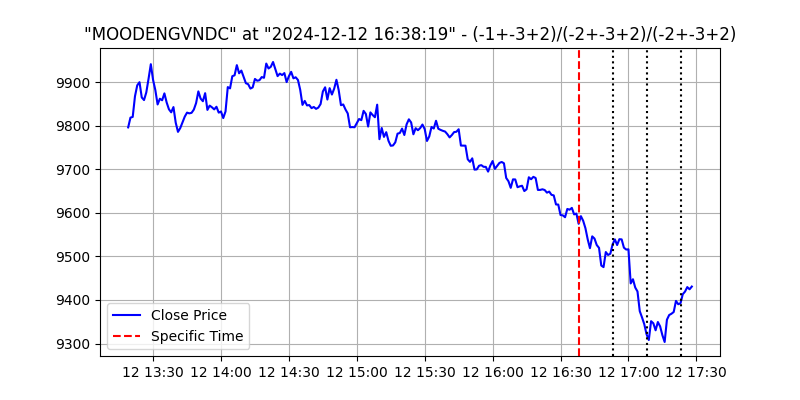 "MOODENGVNDC" at "2024-12-12 16:38:19" - (-1+-3+2)/(-2+-3+2)/(-2+-3+2)
9900
9800
9700
9600
9500
9400
9300
Close Price
Specific Time
12 13:30 12 14:00 12 14:30 12 15:00 12 15:30 12 16:00 12 16:30 12 17:00 12 17:30